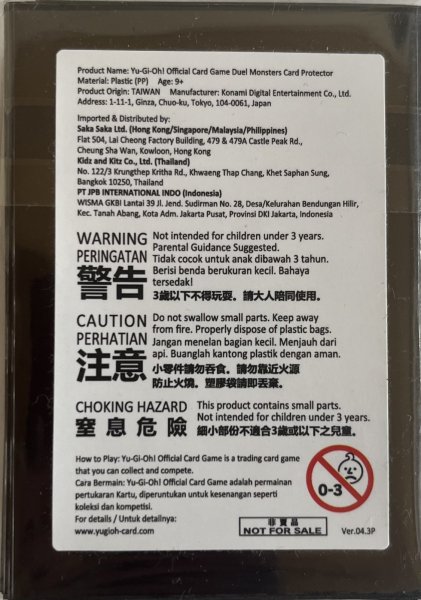 Product Name: Yu-Gi-Oh! Official Card Game Duel Monsters Card Protector
Material: Plastic (PP)    Age: 9+
Product Origin: TAIWAN    Manufacturer: Konami Digital Entertainment Co., Ltd.
Address: 1-11-1, Ginza, Chuo-ku, Tokyo, 104-0061, Japan
Imported & Distributed by:
Saka Saka Ltd. (Hong Kong/Singapore/Malaysia/Philippines)
Flat 504, Lai Cheong Factory Building, 479 & 479A Castle Peak Rd.,
Cheung Sha Wan, Kowloon, Hong Kong
Kidz and Kitz Co., Ltd. (Thailand)
No. 122/3 Krungthep Kritha Rd., Khwaeng Thap Chang, Khet Saphan Sung,
Bangkok 10250, Thailand
PT JPB INTERNATIONAL INDO (Indonesia)
WISMA GKBI Lantai 39 Jl. Jend. Sudirman No. 28, Desa/Kelurahan Bendungan Hilir,
Kec. Tanah Abang, Kota Adm. Jakarta Pusat, Provinsi DKI Jakarta, Indonesia
WARNING
PERINGATAN
警告
Not intended for children under 3 years.
Parental Guidance Suggested.
Tidak cocok untuk anak dibawah 3 tahun.
Berisi benda berukuran kecil. Bahaya
tersedak!
3歲以下不得玩耍。請大人陪同使用。
CAUTION
PERHATIAN
注意
Do not swallow small parts. Keep away
from fire. Properly dispose of plastic bags.
Jangan menelan bagian kecil. Menjauh dari
api. Buanglah kantong plastik dengan aman.
小零件請勿吞食。請勿靠近火源
防止火燒。塑膠袋請即丟棄。
CHOKING HAZARD
窒息危險
This product contains small parts.
Not intended for children under 3 years.
細小部份不適合3歲或以下之兒童。
How to Play: Yu-Gi-Oh! Official Card Game is a trading card game
that you can collect and compete.
Cara Bermain: Yu-Gi-Oh! Official Card Game adalah permainan
pertukaran Kartu, diperuntukan untuk kesenangan seperti
koleksi dan kompetisi.
For details / Untuk detailnya:
www.yugioh-card.com
0-3
非賣品
NOT FOR SALE
Ver.04.3P